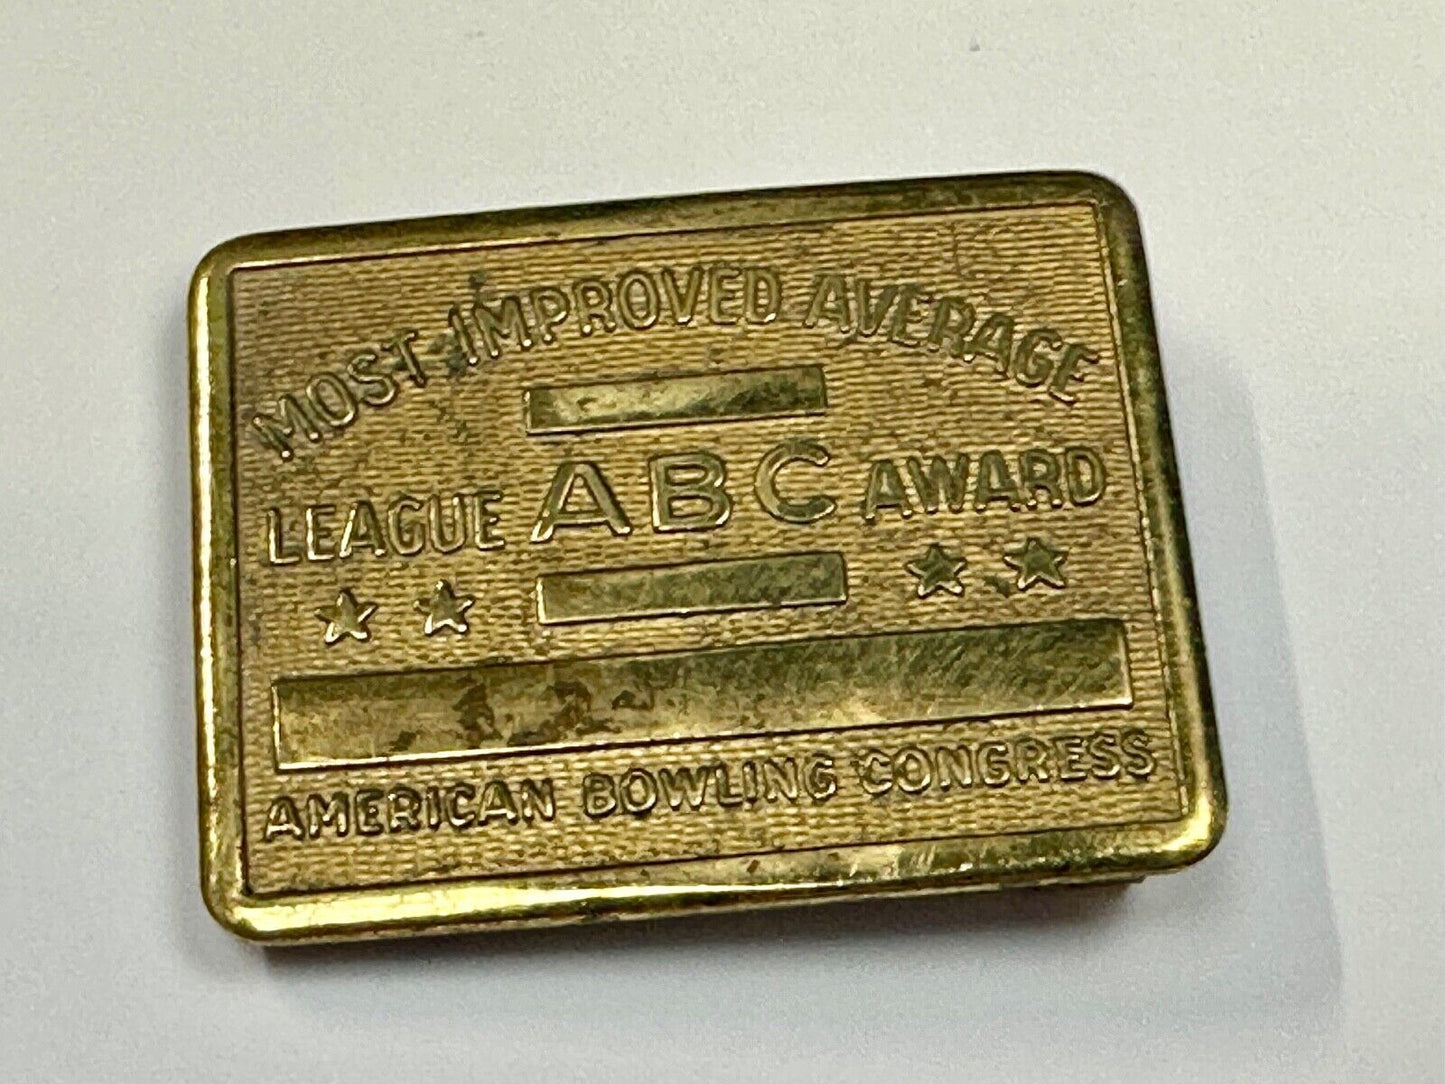 MOST IMPROVED AVERAGE
LEAGUE ABC AWARD
AMERICAN BOWLING CONGRESS